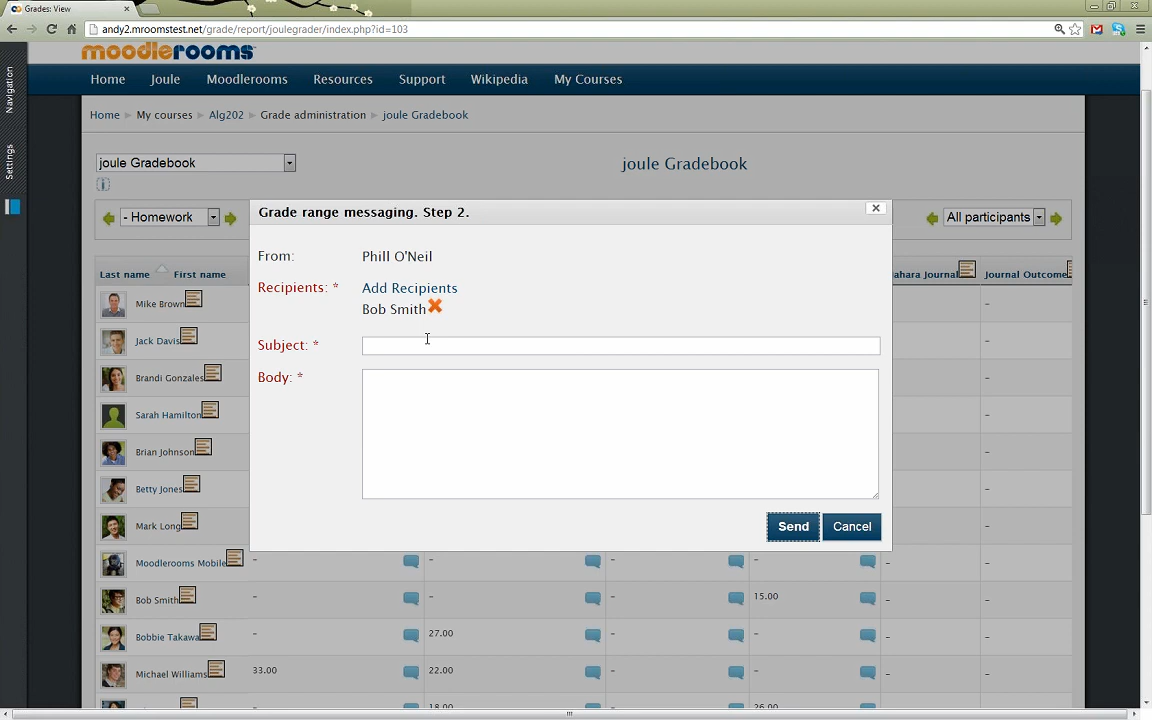 Grades: View
andy2.mroomstest.net/grade/report/joulegrader/index.php?id=103
moodlerooms
Navigation
Settings
Home Joule Moodlerooms Resources Support Wikipedia My Courses
Home My courses Alg202 Grade administration joule Gradebook
joule Gradebook
joule Gradebook
- Homework
All participants
Grade range messaging. Step 2.
From: Phill O'Neil
Recipients: * Add Recipients
Bob Smith
Subject: *
Body: *
Send Cancel
Last name First name
ahara Journal Journal Outcome
Mike Brown -
Jack Davis -
Brandi Gonzales -
Sarah Hamilton -
Brian Johnson -
Betty Jones -
Mark Long -
Moodlerooms Mobile - - - - - -
Bob Smith - - - 15.00 - -
Bobbie Takawa - 27.00 - - - -
Michael Williams 33.00 22.00 - - - -
18.00 26.00